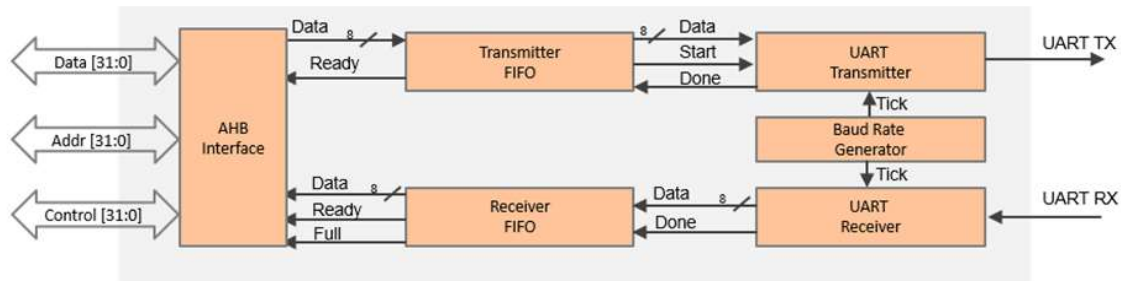 Data
8
Transmitter
FIFO
Ready
8
Data
Start
Done
UART
Transmitter
UART TX
Data [31:0]
Addr [31:0]
Control [31:0]
AHB
Interface
Tick
Baud Rate
Generator
Tick
Data
8
Ready
Full
Receiver
FIFO
Data
8
Done
UART
Receiver
UART RX